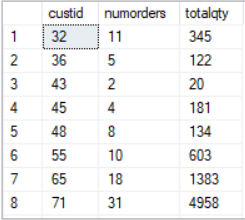 custid numorders totalqty
1 32 11 345
2 36 5 122
3 43 2 20
4 45 4 181
5 48 8 134
6 55 10 603
7 65 18 1383
8 71 31 4958